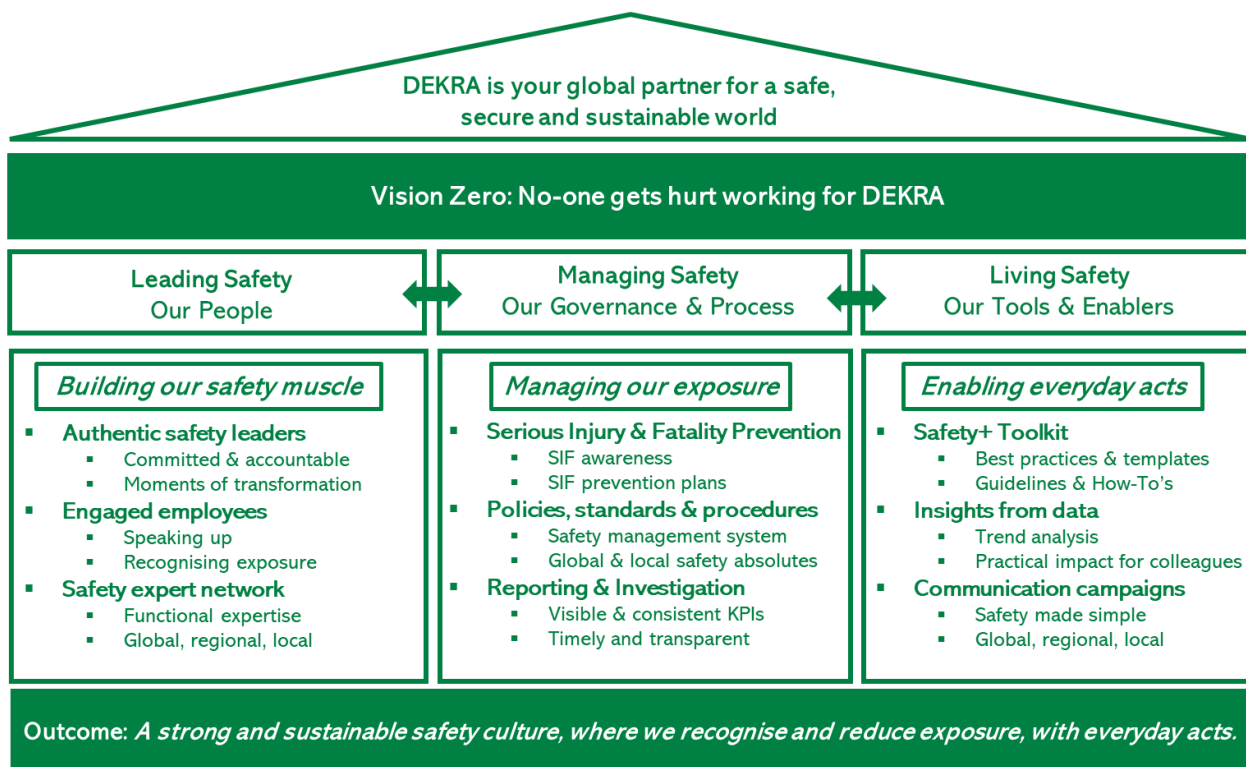 DEKRA is your global partner for a safe,
secure and sustainable world
Vision Zero: No-one gets hurt working for DEKRA
Leading Safety
Our People
Managing Safety
Our Governance & Process
Living Safety
Our Tools & Enablers
Building our safety muscle
▪ Authentic safety leaders
▪ Committed & accountable
▪ Moments of transformation
▪ Engaged employees
▪ Speaking up
▪ Recognising exposure
▪ Safety expert network
▪ Functional expertise
▪ Global, regional, local
Managing our exposure
▪ Serious Injury & Fatality Prevention
▪ SIF awareness
▪ SIF prevention plans
▪ Policies, standards & procedures
▪ Safety management system
▪ Global & local safety absolutes
▪ Reporting & Investigation
▪ Visible & consistent KPIs
▪ Timely and transparent
Enabling everyday acts
▪ Safety+ Toolkit
▪ Best practices & templates
▪ Guidelines & How-To's
▪ Insights from data
▪ Trend analysis
▪ Practical impact for colleagues
▪ Communication campaigns
▪ Safety made simple
▪ Global, regional, local
Outcome: A strong and sustainable safety culture, where we recognise and reduce exposure, with everyday acts.